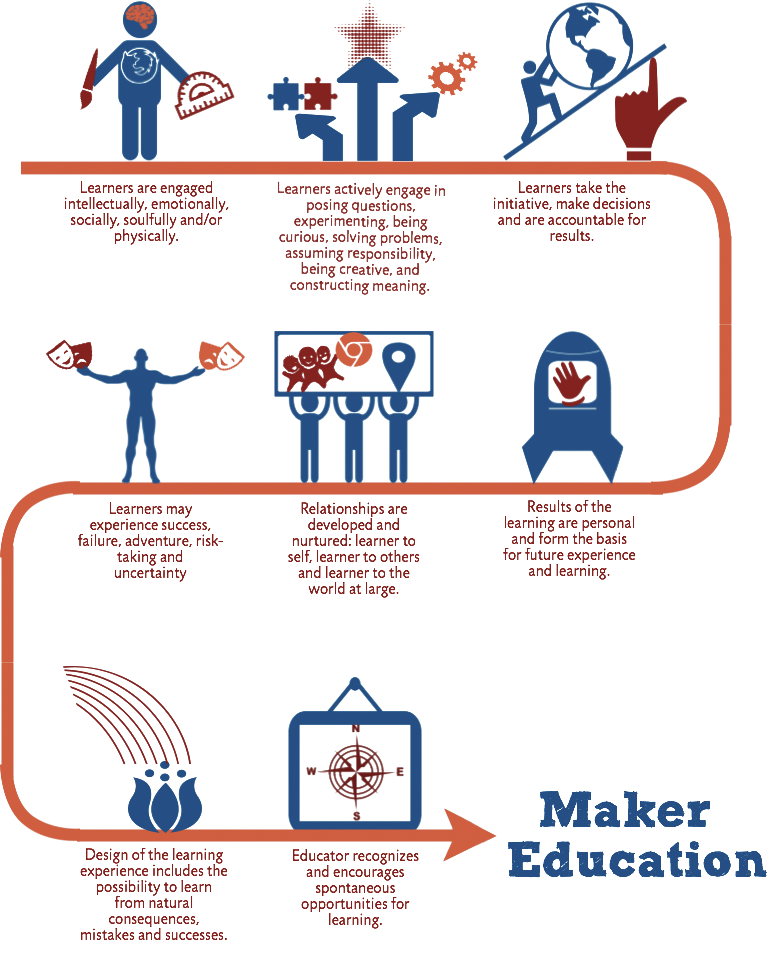 Learners are engaged
intellectually, emotionally,
socially, soulfully and/or
physically.
Learners actively engage in
posing questions,
experimenting, being
curious, solving problems,
assuming responsibility,
being creative, and
constructing meaning.
Learners take the
initiative, make decisions
and are accountable for
results.
Results of the
learning are personal
and form the basis
for future experience
and learning.
Relationships are
developed and
nurtured: learner to
self, learner to others
and learner to the
world at large.
Learners may
experience success,
failure, adventure, risk-
taking and
uncertainty
Design of the learning
experience includes the
possibility to learn
from natural
consequences,
mistakes and successes.
N
W E
S
Educator recognizes
and encourages
spontaneous
opportunities for
learning.
Maker
Education